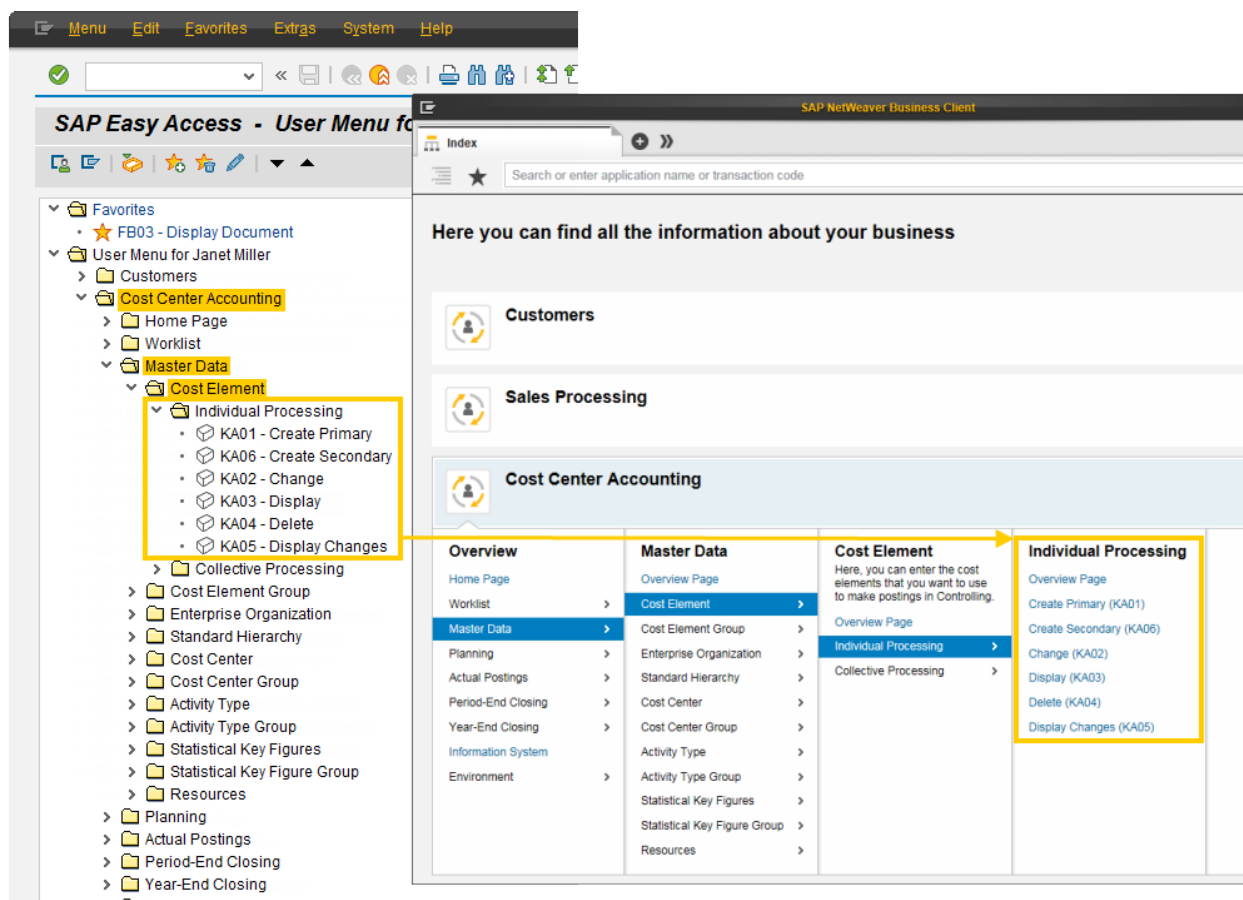 Menu Edit Favorites Extras System Help
SAP Easy Access - User Menu fo
Favorites
FB03 - Display Document
User Menu for Janet Miller
Customers
Cost Center Accounting
Home Page
Worklist
Master Data
Cost Element
Individual Processing
KA01 - Create Primary
KA06 - Create Secondary
KA02 - Change
KA03 - Display
KA04 - Delete
KA05 - Display Changes
Collective Processing
Cost Element Group
Enterprise Organization
Standard Hierarchy
Cost Center
Cost Center Group
Activity Type
Activity Type Group
Statistical Key Figures
Statistical Key Figure Group
Resources
Planning
Actual Postings
Period-End Closing
Year-End Closing
SAP NetWeaver Business Client
Index
Search or enter application name or transaction code
Here you can find all the information about your business
Customers
Sales Processing
Cost Center Accounting
Overview
Home Page
Worklist
Master Data
Planning
Actual Postings
Period-End Closing
Year-End Closing
Information System
Environment
Master Data
Overview Page
Cost Element
Cost Element Group
Enterprise Organization
Standard Hierarchy
Cost Center
Cost Center Group
Activity Type
Activity Type Group
Statistical Key Figures
Statistical Key Figure Group
Resources
Cost Element
Here, you can enter the cost
elements that you want to use
to make postings in Controlling.
Overview Page
Individual Processing
Collective Processing
Individual Processing
Overview Page
Create Primary (KA01)
Create Secondary (KA06)
Change (KA02)
Display (KA03)
Delete (KA04)
Display Changes (KA05)